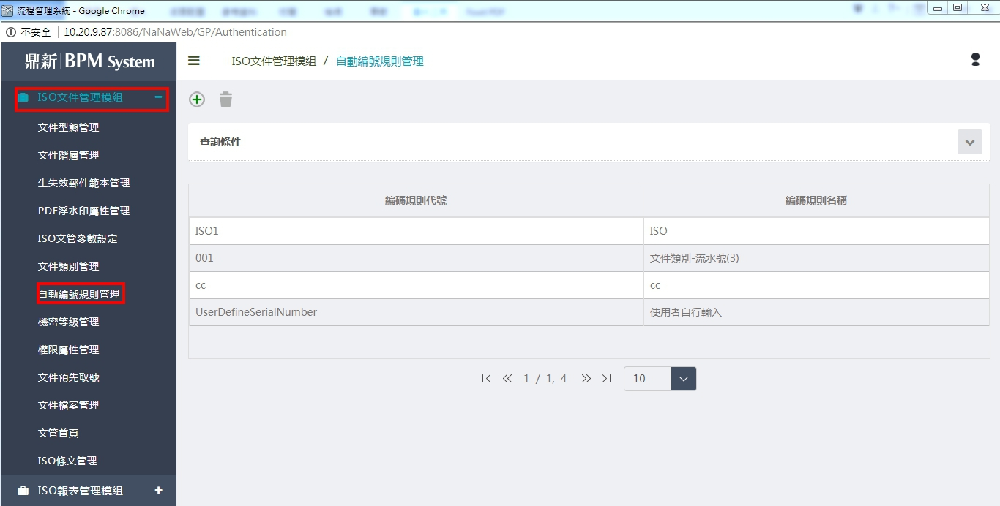 流程管理系統 - Google Chrome
不安全 | 10.20.9.87:8086/NaNaWeb/GP/Authentication
鼎新 BPM System
ISO文件管理模組 / 自動編號規則管理
ISO文件管理模組
文件型態管理
文件階層管理
生失效郵件範本管理
PDF浮水印屬性管理
ISO文管參數設定
文件類別管理
自動編號規則管理
機密等級管理
權限屬性管理
文件預先取號
文件檔案管理
文管首頁
ISO條文管理
ISO報表管理模組
查詢條件
編碼規則代號 編碼規則名稱
ISO1 ISO
001 文件類別-流水號(3)
cc cc
UserDefineSerialNumber 使用者自行輸入
1 / 1, 4 10